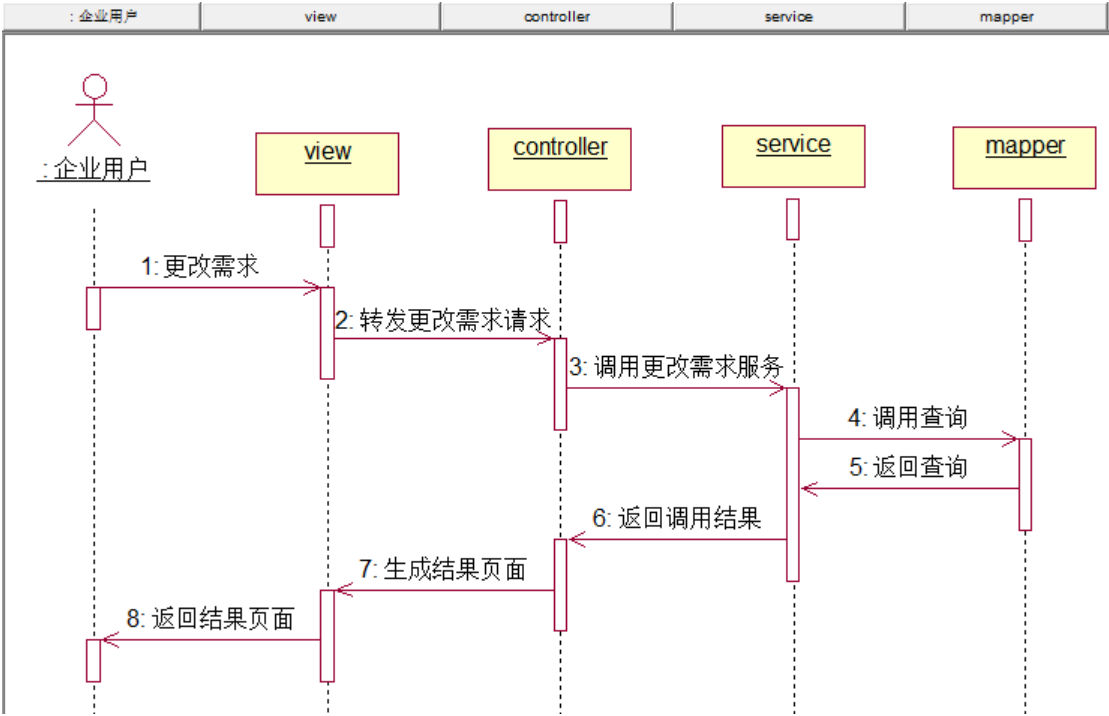 : 企业用户
view
controller
service
mapper
: 企业用户
view
controller
service
mapper
1: 更改需求
2: 转发更改需求请求
3: 调用更改需求服务
4: 调用查询
5: 返回查询
6: 返回调用结果
7: 生成结果页面
8: 返回结果页面